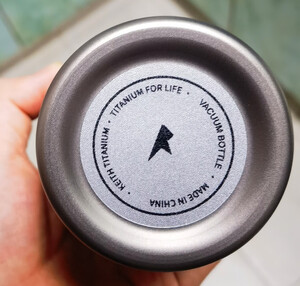 KEITH TITANIUM · TITANIUM FOR LIFE · VACUUM BOTTLE · MADE IN CHINA ·